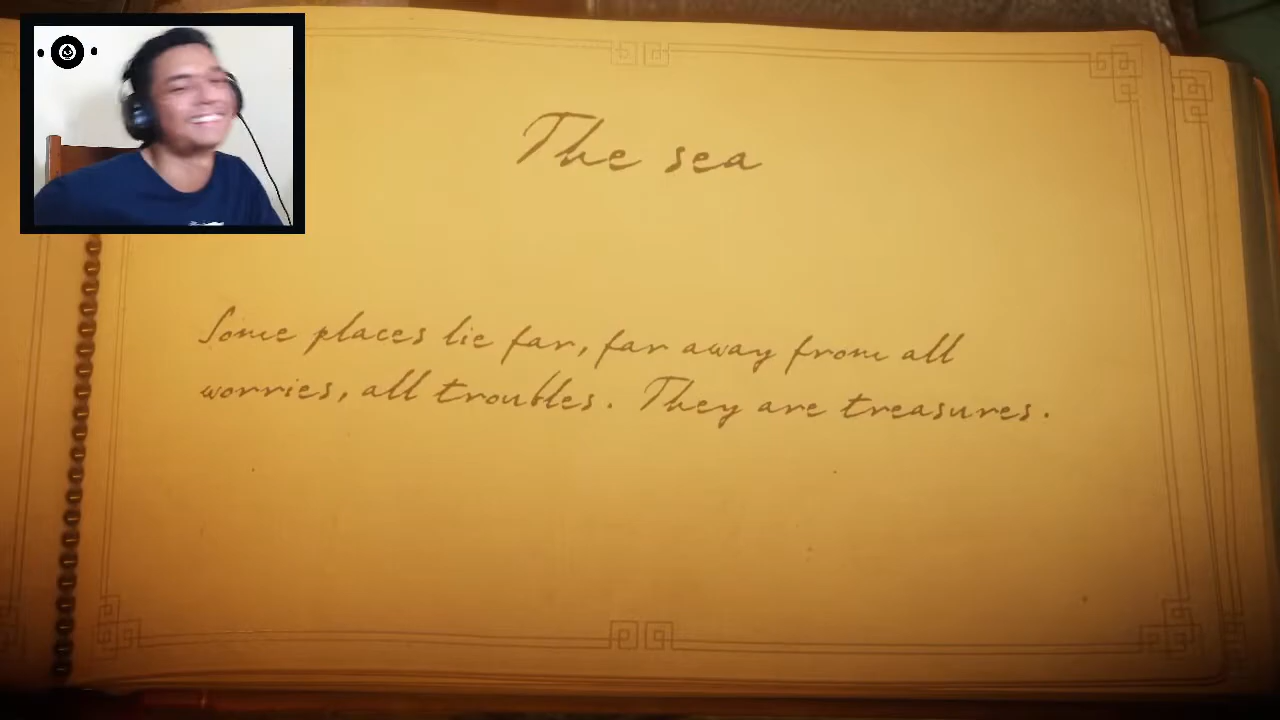 The sea
Some places lie far, far away from all
worries, all troubles. They are treasures.